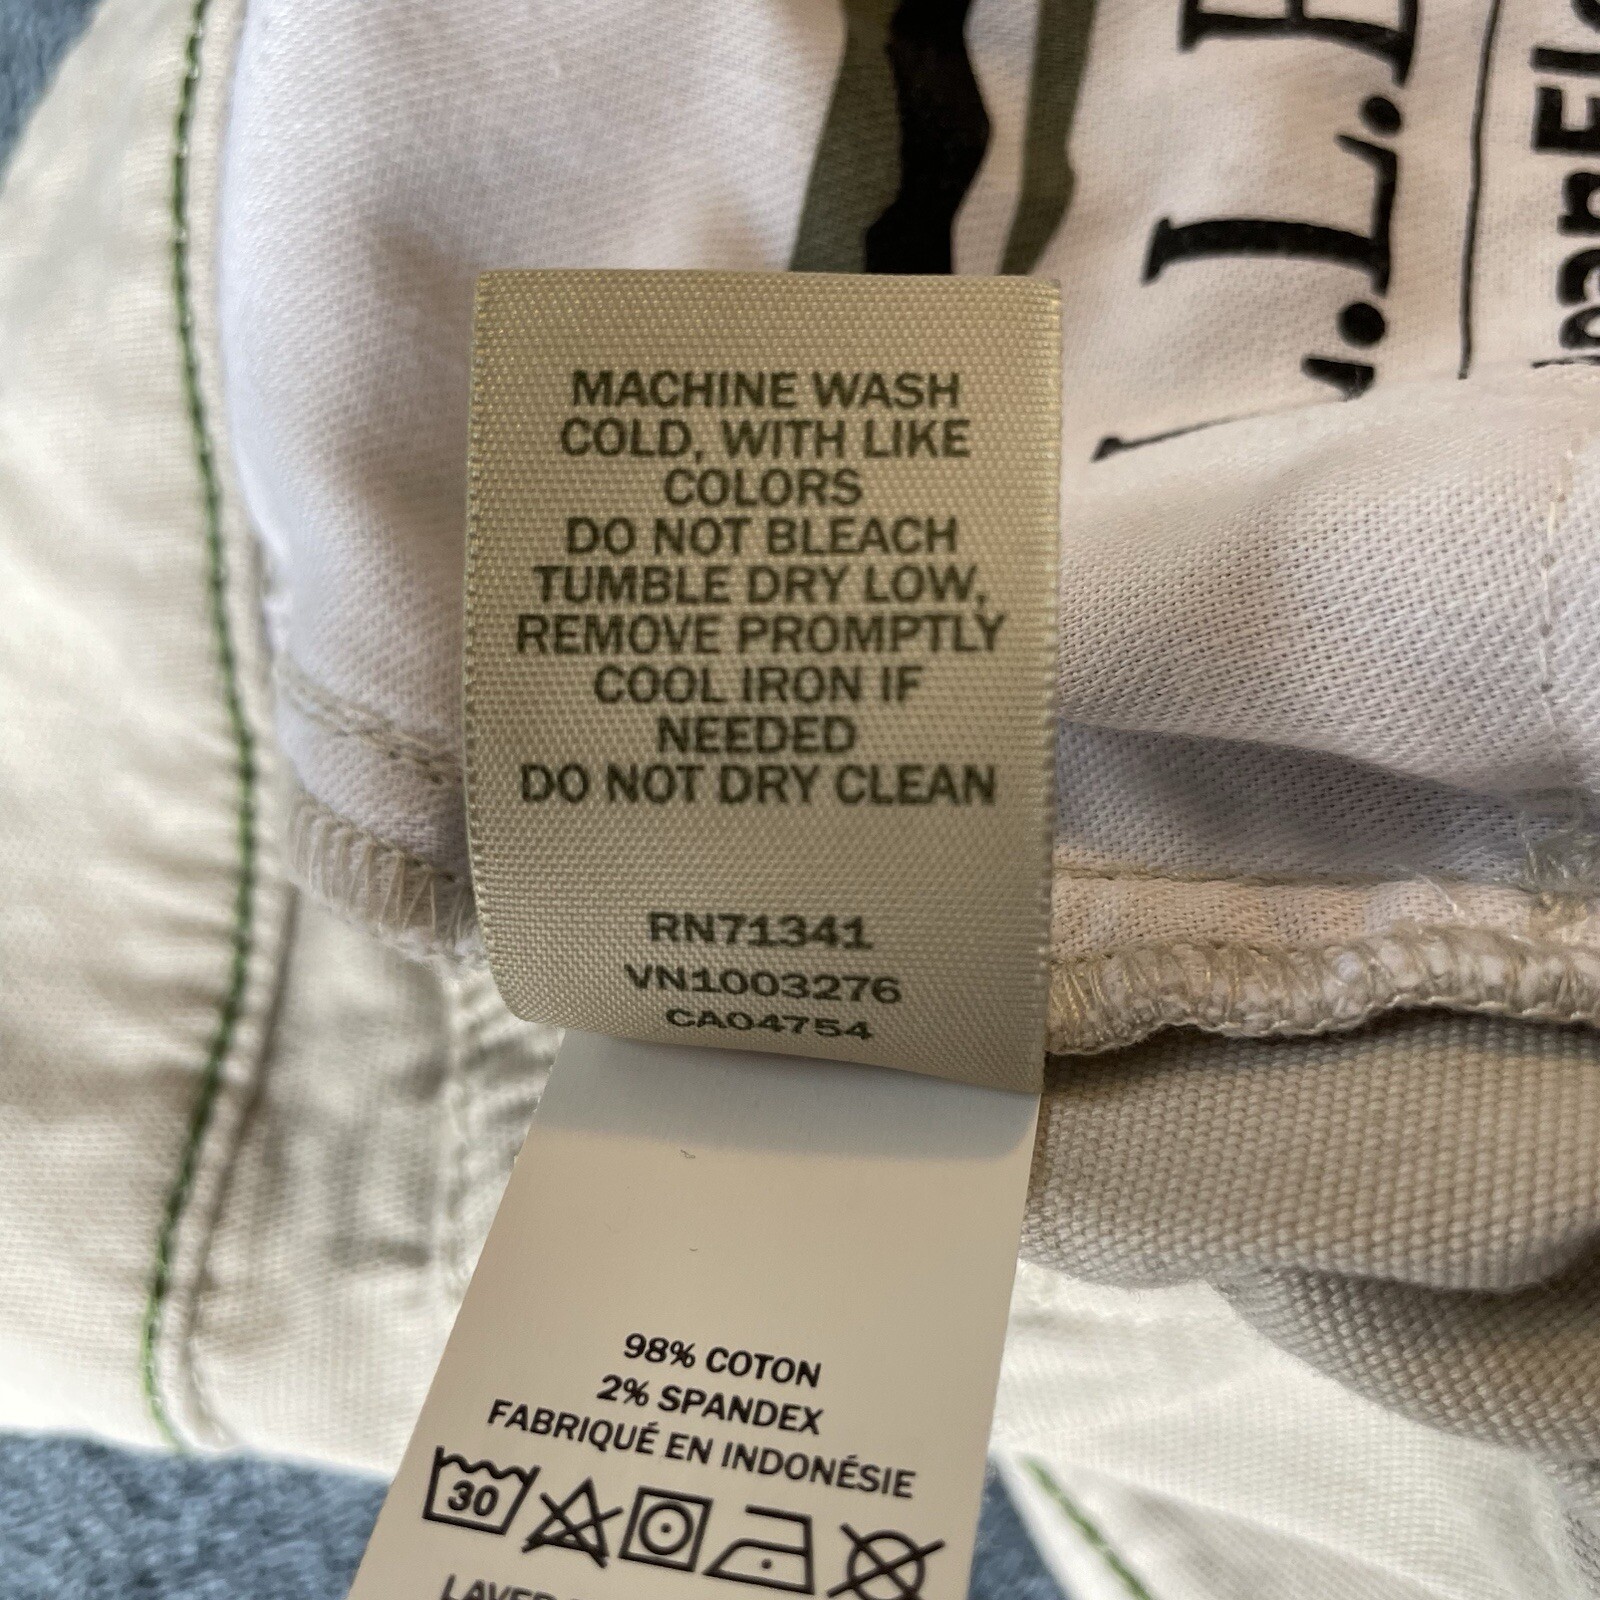 MACHINE WASH
COLD, WITH LIKE
COLORS
DO NOT BLEACH
TUMBLE DRY LOW,
REMOVE PROMPTLY
COOL IRON IF
NEEDED
DO NOT DRY CLEAN
RN71341
VN1003276
CA04754
98% COTON
2% SPANDEX
FABRIQUÉ EN INDONÉSIE
30
LAVER
L.L.